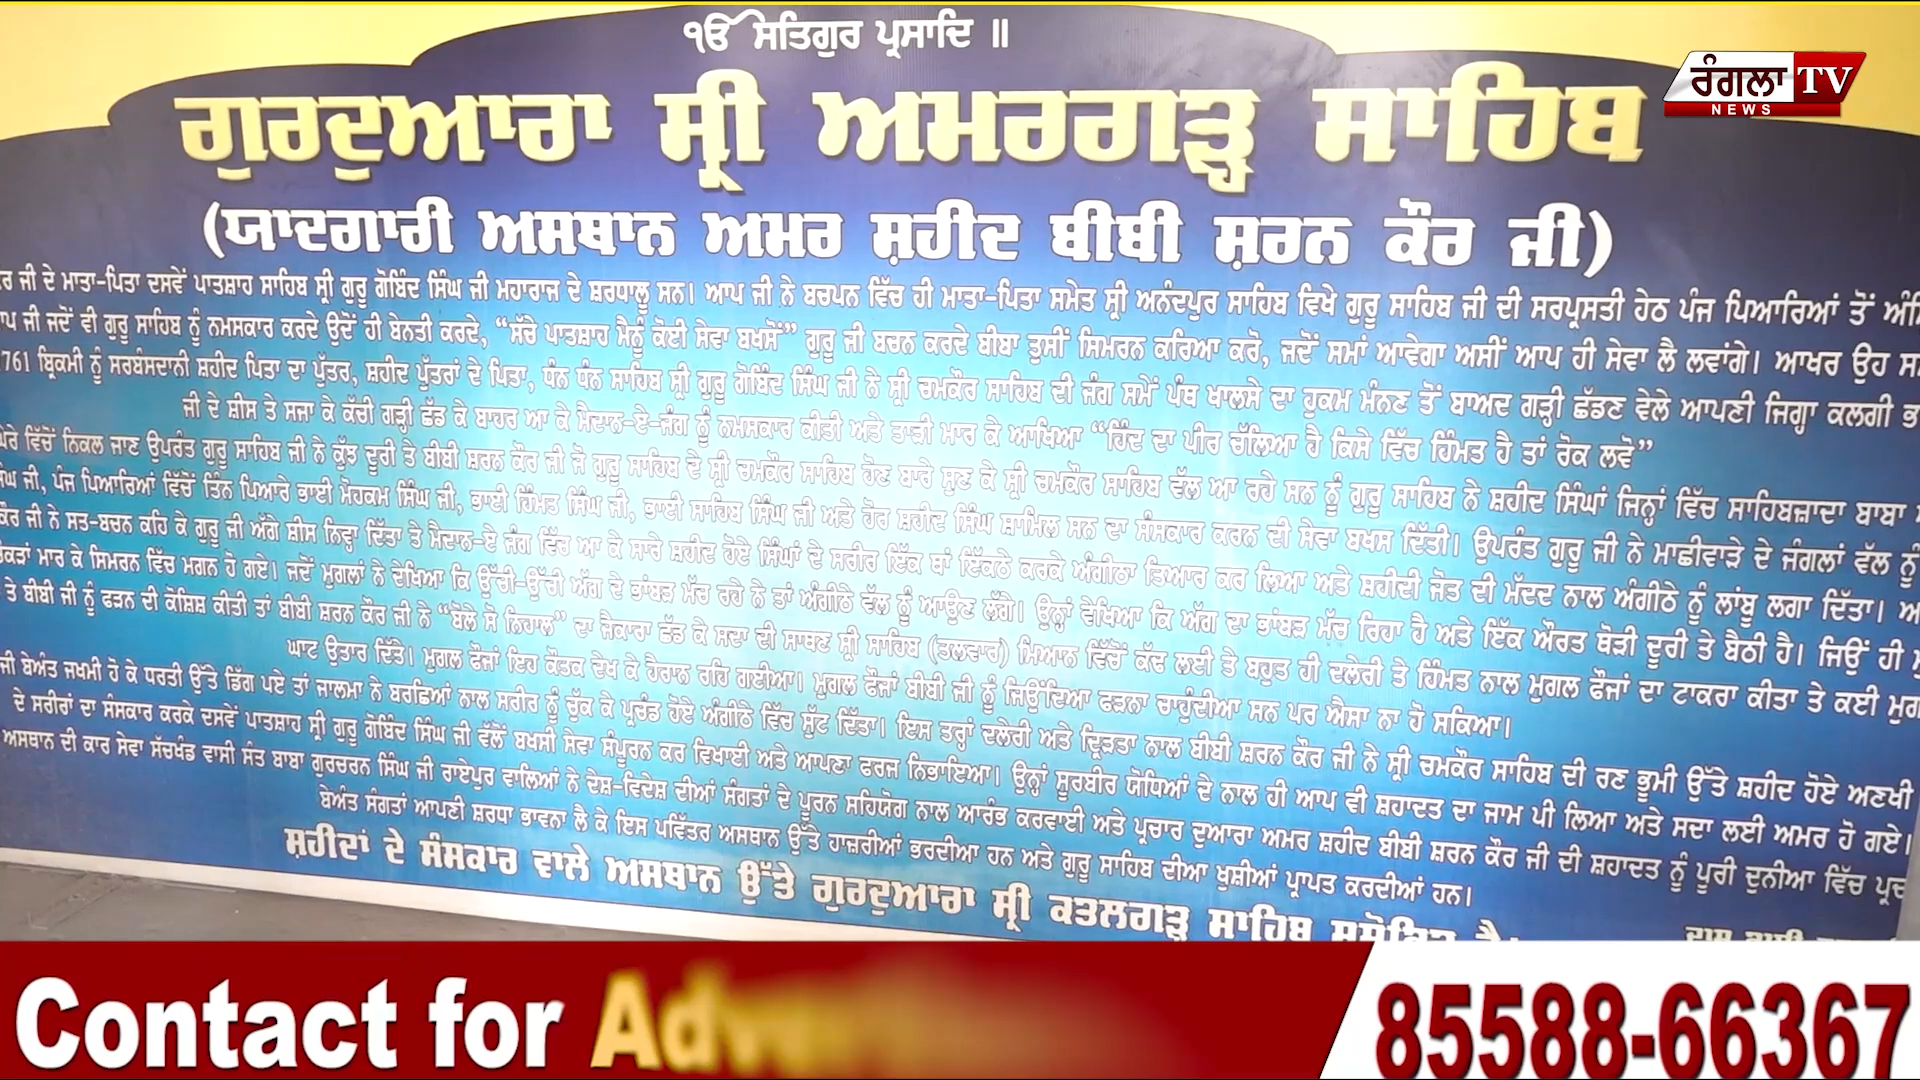 ੴ ਸਤਿਗੁਰ ਪ੍ਰਸਾਦਿ ॥
ਰੰਗਲਾ TV
NEWS
ਗੁਰਦੁਆਰਾ ਸ੍ਰੀ ਅਮਰਗੜ੍ਹ ਸਾਹਿਬ
(ਯਾਦਗਾਰੀ ਅਸਥਾਨ ਅਮਰ ਸ਼ਹੀਦ ਬੀਬੀ ਸ਼ਰਨ ਕੌਰ ਜੀ)
ਜੀ ਦੇ ਮਾਤਾ-ਪਿਤਾ ਦਸਵੇਂ ਪਾਤਸ਼ਾਹ ਸਾਹਿਬ ਸ੍ਰੀ ਗੁਰੂ ਗੋਬਿੰਦ ਸਿੰਘ ਜੀ ਮਹਾਰਾਜ ਦੇ ਸ਼ਰਧਾਲੂ ਸਨ। ਆਪ ਜੀ ਨੇ ਬਚਪਨ ਵਿੱਚ ਹੀ ਮਾਤਾ-ਪਿਤਾ ਸਮੇਤ ਸ੍ਰੀ ਅਨੰਦਪੁਰ ਸਾਹਿਬ ਵਿਖੇ ਗੁਰੂ ਸਾਹਿਬ ਜੀ ਦੀ ਸਰਪ੍ਰਸਤੀ ਹੇਠ ਪੰਜ ਪਿਆਰਿਆਂ ਤੋਂ
ਜੀ ਜਦੋਂ ਵੀ ਗੁਰੂ ਸਾਹਿਬ ਨੂੰ ਨਮਸਕਾਰ ਕਰਦੇ ਉਦੋਂ ਹੀ ਬੇਨਤੀ ਕਰਦੇ, “ਸੱਚੇ ਪਾਤਸ਼ਾਹ ਮੈਨੂੰ ਕੋਈ ਸੇਵਾ ਬਖਸੋਂ” ਗੁਰੂ ਜੀ ਬਚਨ ਕਰਦੇ ਬੀਬਾ ਤੁਸੀਂ ਸਿਮਰਨ ਕਰਿਆ ਕਰੋ, ਜਦੋਂ ਸਮਾਂ ਆਵੇਗਾ ਅਸੀਂ ਆਪ ਹੀ ਸੇਵਾ ਲੈ ਲਵਾਂਗੇ। ਆਖਰ ਉਹ
761 ਬ੍ਰਿਕਮੀ ਨੂੰ ਸਰਬੰਸਦਾਨੀ ਸ਼ਹੀਦ ਪਿਤਾ ਦਾ ਪੁੱਤਰ, ਸ਼ਹੀਦ ਪੁੱਤਰਾਂ ਦੇ ਪਿਤਾ, ਧੰਨ ਧੰਨ ਸਾਹਿਬ ਸ੍ਰੀ ਗੁਰੂ ਗੋਬਿੰਦ ਸਿੰਘ ਜੀ ਨੇ ਸ੍ਰੀ ਚਮਕੌਰ ਸਾਹਿਬ ਦੀ ਜੰਗ ਸਮੇਂ ਪੰਥ ਖਾਲਸੇ ਦਾ ਹੁਕਮ ਮੰਨਣ ਤੋਂ ਬਾਅਦ ਗੜ੍ਹੀ ਛੱਡਣ ਵੇਲੇ ਆਪਣੀ ਜਿਗ੍ਹਾ ਕਲਗੀ
ਜੀ ਦੇ ਸ਼ੀਸ ਤੇ ਸਜਾ ਕੇ ਕੱਚੀ ਗੜ੍ਹੀ ਛੱਡ ਕੇ ਬਾਹਰ ਆ ਕੇ ਮੈਦਾਨ-ਏ-ਜੰਗ ਨੂੰ ਨਮਸਕਾਰ ਕੀਤੀ ਅਤੇ ਤਾੜੀ ਮਾਰ ਕੇ ਆਖਿਆ “ਹਿੰਦ ਦਾ ਪੀਰ ਚੱਲਿਆ ਹੈ ਕਿਸੇ ਵਿੱਚ ਹਿੰਮਤ ਹੈ ਤਾਂ ਰੋਕ ਲਵੋ”
ਘੇਰੇ ਵਿੱਚੋਂ ਨਿਕਲ ਜਾਣ ਉਪਰੰਤ ਗੁਰੂ ਸਾਹਿਬ ਜੀ ਨੇ ਕੁੱਝ ਦੂਰੀ ਤੇ ਬੀਬੀ ਸ਼ਰਨ ਕੌਰ ਜੀ ਜੋ ਗੁਰੂ ਸਾਹਿਬ ਦੇ ਸ੍ਰੀ ਚਮਕੌਰ ਸਾਹਿਬ ਹੋਣ ਬਾਰੇ ਸੁਣ ਕੇ ਸ੍ਰੀ ਚਮਕੌਰ ਸਾਹਿਬ ਵੱਲ ਆ ਰਹੇ ਸਨ ਨੂੰ ਗੁਰੂ ਸਾਹਿਬ ਨੇ ਸ਼ਹੀਦ ਸਿੰਘਾਂ ਜਿਨ੍ਹਾਂ ਵਿੱਚ ਸਾਹਿਬਜ਼ਾਦਾ ਬਾਬਾ
ਜੀ, ਪੰਜ ਪਿਆਰਿਆਂ ਵਿੱਚੋਂ ਤਿੰਨ ਪਿਆਰੇ ਭਾਈ ਮੋਹਕਮ ਸਿੰਘ ਜੀ, ਭਾਈ ਹਿੰਮਤ ਸਿੰਘ ਜੀ, ਭਾਈ ਸਾਹਿਬ ਸਿੰਘ ਜੀ ਅਤੇ ਹੋਰ ਸ਼ਹੀਦ ਸਿੰਘ ਸ਼ਾਮਿਲ ਸਨ ਦਾ ਸੰਸਕਾਰ ਕਰਨ ਦੀ ਸੇਵਾ ਬਖਸ ਦਿੱਤੀ। ਉਪਰੰਤ ਗੁਰੂ ਜੀ ਨੇ ਮਾਛੀਵਾੜੇ ਦੇ ਜੰਗਲਾਂ ਵੱਲ ਨੂੰ
ਕੌਰ ਜੀ ਨੇ ਸਤ-ਬਚਨ ਕਹਿ ਕੇ ਗੁਰੂ ਜੀ ਅੱਗੇ ਸ਼ੀਸ ਨਿਵ੍ਹਾ ਦਿੱਤਾ ਤੇ ਮੈਦਾਨ-ਏ ਜੰਗ ਵਿੱਚ ਆ ਕੇ ਸਾਰੇ ਸ਼ਹੀਦ ਹੋਏ ਸਿੰਘਾਂ ਦੇ ਸਰੀਰ ਇੱਕ ਥਾਂ ਇੱਕਠੇ ਕਰਕੇ ਅੰਗੀਠਾ ਤਿਆਰ ਕਰ ਲਿਆ ਅਤੇ ਸ਼ਹੀਦੀ ਜੋਤ ਦੀ ਮੱਦਦ ਨਾਲ ਅੰਗੀਠੇ ਨੂੰ ਲਾਂਬੂ ਲਗਾ ਦਿੱਤਾ।
ਮਾਰ ਕੇ ਸਿਮਰਨ ਵਿੱਚ ਮਗਨ ਹੋ ਗਏ। ਜਦੋਂ ਮੁਗਲਾਂ ਨੇ ਦੇਖਿਆ ਕਿ ਉੱਚੀ-ਉੱਚੀ ਅੱਗ ਦੇ ਭਾਂਬੜ ਮੱਚ ਰਹੇ ਨੇ ਤਾਂ ਅੰਗੀਠੇ ਵੱਲ ਨੂੰ ਆਉਣ ਲੱਗੇ। ਉਨ੍ਹਾਂ ਵੇਖਿਆ ਕਿ ਅੱਗ ਦਾ ਭਾਂਬੜ ਮੱਚ ਰਿਹਾ ਹੈ ਅਤੇ ਇੱਕ ਔਰਤ ਥੋੜੀ ਦੂਰੀ ਤੇ ਬੈਠੀ ਹੈ। ਜਿਉਂ ਹੀ
ਤੇ ਬੀਬੀ ਜੀ ਨੂੰ ਫੜਨ ਦੀ ਕੋਸ਼ਿਸ਼ ਕੀਤੀ ਤਾਂ ਬੀਬੀ ਸ਼ਰਨ ਕੌਰ ਜੀ ਨੇ “ਬੋਲੇ ਸੋ ਨਿਹਾਲ” ਦਾ ਜੈਕਾਰਾ ਛੱਡ ਕੇ ਸਦਾ ਦੀ ਸਾਥਣ ਸ੍ਰੀ ਸਾਹਿਬ (ਤਲਵਾਰ) ਮਿਆਨ ਵਿੱਚੋਂ ਕੱਢ ਲਈ ਤੇ ਬਹੁਤ ਹੀ ਦਲੇਰੀ ਤੇ ਹਿੰਮਤ ਨਾਲ ਮੁਗਲ ਫੌਜਾਂ ਦਾ ਟਾਕਰਾ ਕੀਤਾ ਤੇ ਕਈ
ਘਾਟ ਉਤਾਰ ਦਿੱਤੇ। ਮੁਗਲ ਫੌਜਾਂ ਇਹ ਕੌਤਕ ਦੇਖ ਕੇ ਹੈਰਾਨ ਰਹਿ ਗਈਆ। ਮੁਗਲ ਫੌਜਾਂ ਬੀਬੀ ਜੀ ਨੂੰ ਜਿਉਂਦਿਆ ਫੜਨਾ ਚਾਹੁੰਦੀਆ ਸਨ ਪਰ ਐਸਾ ਨਾ ਹੋ ਸਕਿਆ।
ਜੀ ਬੇਅੰਤ ਜਖਮੀ ਹੋ ਕੇ ਧਰਤੀ ਉੱਤੇ ਡਿੱਗ ਪਏ ਤਾਂ ਜਾਲਮਾ ਨੇ ਬਰਛਿਆਂ ਨਾਲ ਸਰੀਰ ਨੂੰ ਚੁੱਕ ਕੇ ਪ੍ਰਚੰਡ ਹੋਏ ਅੰਗੀਠੇ ਵਿੱਚ ਸੁੱਟ ਦਿੱਤਾ। ਇਸ ਤਰ੍ਹਾਂ ਦਲੇਰੀ ਅਤੇ ਦ੍ਰਿੜਤਾ ਨਾਲ ਬੀਬੀ ਸ਼ਰਨ ਕੌਰ ਜੀ ਨੇ ਸ੍ਰੀ ਚਮਕੌਰ ਸਾਹਿਬ ਦੀ ਰਣ ਭੂਮੀ ਉੱਤੇ ਸ਼ਹੀਦ ਹੋਏ ਅਣਖੀ
ਦੇ ਸਰੀਰਾਂ ਦਾ ਸੰਸਕਾਰ ਕਰਕੇ ਦਸਵੇਂ ਪਾਤਸ਼ਾਹ ਸ੍ਰੀ ਗੁਰੂ ਗੋਬਿੰਦ ਸਿੰਘ ਜੀ ਵੱਲੋਂ ਬਖਸੀ ਸੇਵਾ ਸੰਪੂਰਨ ਕਰ ਵਿਖਾਈ ਅਤੇ ਆਪਣਾ ਫਰਜ ਨਿਭਾਇਆ। ਉਨ੍ਹਾਂ ਸੂਰਬੀਰ ਯੋਧਿਆਂ ਦੇ ਨਾਲ ਹੀ ਆਪ ਵੀ ਸ਼ਹਾਦਤ ਦਾ ਜਾਮ ਪੀ ਲਿਆ ਅਤੇ ਸਦਾ ਲਈ ਅਮਰ ਹੋ ਗਏ।
ਅਸਥਾਨ ਦੀ ਕਾਰ ਸੇਵਾ ਸੱਚਖੰਡ ਵਾਸੀ ਸੰਤ ਬਾਬਾ ਗੁਰਚਰਨ ਸਿੰਘ ਜੀ ਰਾਏਪੁਰ ਵਾਲਿਆਂ ਨੇ ਦੇਸ਼-ਵਿਦੇਸ਼ ਦੀਆਂ ਸੰਗਤਾਂ ਦੇ ਪੂਰਨ ਸਹਿਯੋਗ ਨਾਲ ਆਰੰਭ ਕਰਵਾਈ ਅਤੇ ਪ੍ਰਚਾਰ ਦੁਆਰਾ ਅਮਰ ਸ਼ਹੀਦ ਬੀਬੀ ਸ਼ਰਨ ਕੌਰ ਜੀ ਦੀ ਸ਼ਹਾਦਤ ਨੂੰ ਪੂਰੀ ਦੁਨੀਆ ਵਿੱਚ
ਬੇਅੰਤ ਸੰਗਤਾਂ ਆਪਣੀ ਸ਼ਰਧਾ ਭਾਵਨਾ ਲੈ ਕੇ ਇਸ ਪਵਿੱਤਰ ਅਸਥਾਨ ਉੱਤੇ ਹਾਜ਼ਰੀਆਂ ਭਰਦੀਆ ਹਨ ਅਤੇ ਗੁਰੂ ਸਾਹਿਬ ਦੀਆ ਖੁਸ਼ੀਆਂ ਪ੍ਰਾਪਤ ਕਰਦੀਆਂ ਹਨ।
ਸ਼ਹੀਦਾਂ ਦੇ ਸੰਸਕਾਰ ਵਾਲੇ ਅਸਥਾਨ ਉੱਤੇ ਗੁਰਦੁਆਰਾ ਸ੍ਰੀ ਕਤਲਗੜ੍ਹ ਸਾਹਿਬ
Contact for
85588-66367